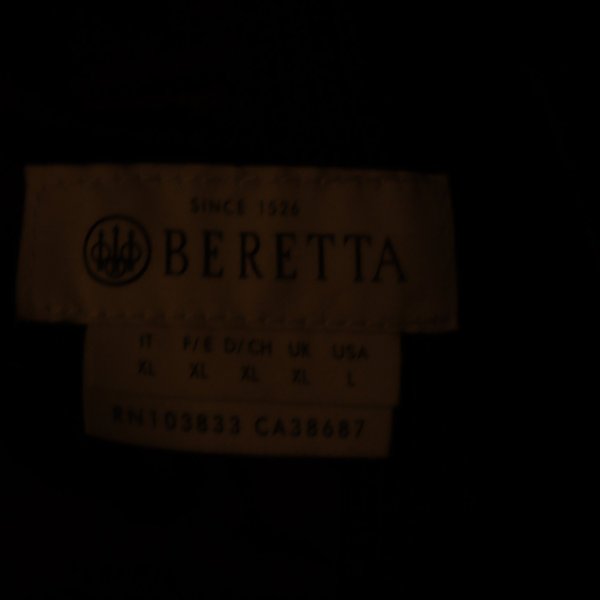 SINCE 1526
BERETTA
IT F/E D/CH UK USA
XL XL XL XL L
RN103833 CA38687